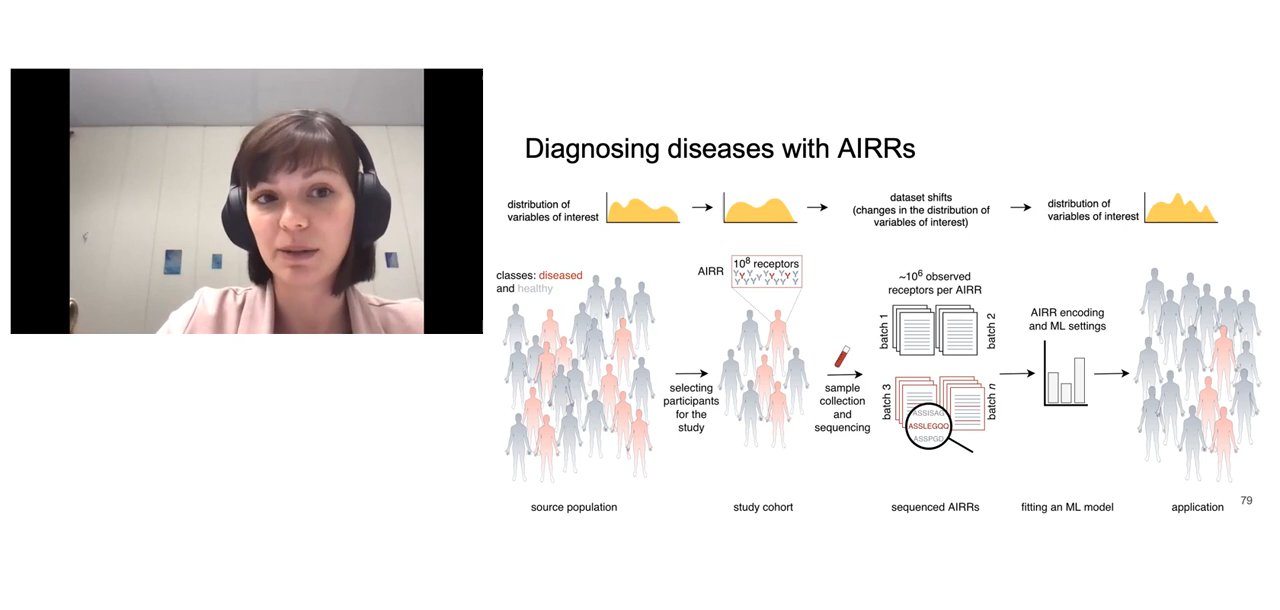 Diagnosing diseases with AIRRs
distribution of
variables of interest
dataset shifts
(changes in the distribution of
variables of interest)
distribution of
variables of interest
classes: diseased
and healthy
AIRR
10⁸ receptors
~10⁶ observed
receptors per AIRR
batch 1
batch 2
batch 3
batch n
ASSISAG
ASSLEGQQ
ASSPGD
AIRR encoding
and ML settings
selecting
participants
for the
study
sample
collection
and
sequencing
source population
study cohort
sequenced AIRRs
fitting an ML model
application
79